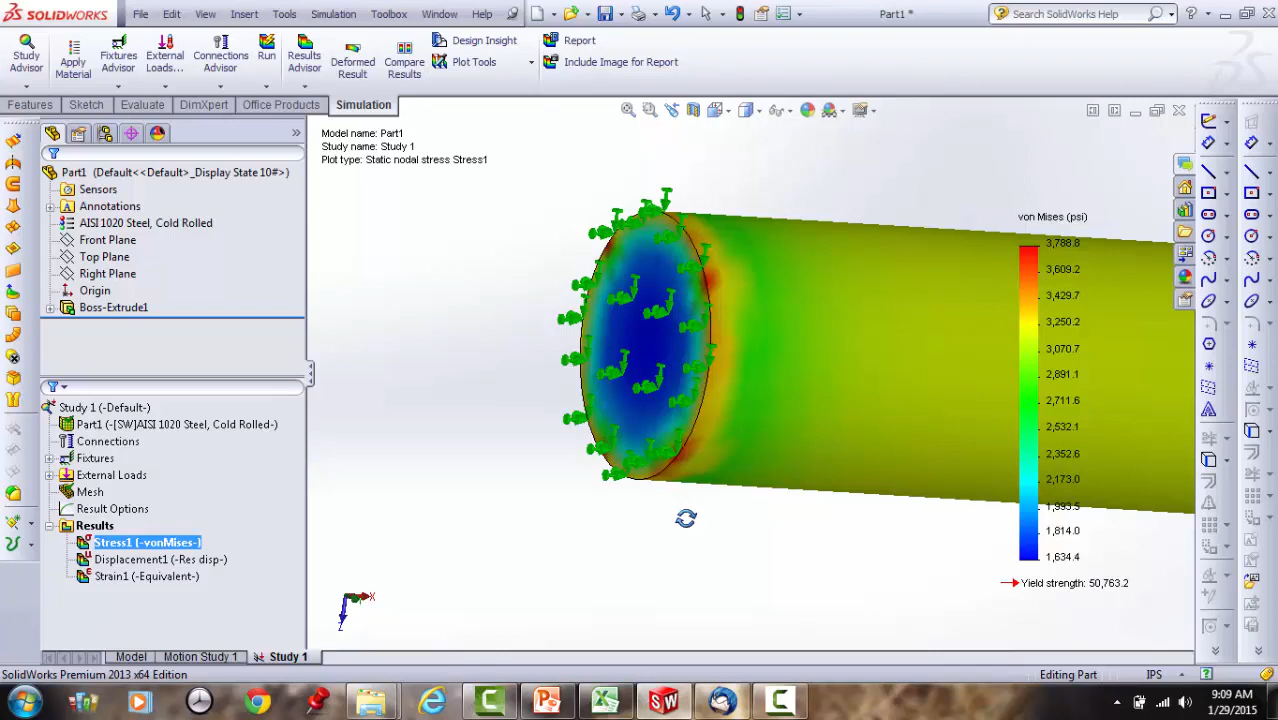 SOLIDWORKS File Edit View Insert Tools Simulation Toolbox Window Help Part1 * Search SolidWorks Help
Study Advisor
Apply Material
Fixtures Advisor
External Loads...
Connections Advisor
Run
Results Advisor
Deformed Result
Compare Results
Design Insight
Plot Tools
Report
Include Image for Report
Features Sketch Evaluate DimXpert Office Products Simulation
Model name: Part1
Study name: Study 1
Plot type: Static nodal stress Stress1
Part1 (Default<<Default>_Display State 10#>)
Sensors
Annotations
AISI 1020 Steel, Cold Rolled
Front Plane
Top Plane
Right Plane
Origin
Boss-Extrude1
Study 1 (-Default-)
Part1 (-[SW]AISI 1020 Steel, Cold Rolled-)
Connections
Fixtures
External Loads
Mesh
Result Options
Results
Stress1 (-vonMises-)
Displacement1 (-Res disp-)
Strain1 (-Equivalent-)
von Mises (psi)
3,788.8
3,609.2
3,429.7
3,250.2
3,070.7
2,891.1
2,711.6
2,532.1
2,352.6
2,173.0
1,993.5
1,814.0
1,634.4
Yield strength: 50,763.2
X
Z
Model Motion Study 1 Study 1
SolidWorks Premium 2013 x64 Edition Editing Part IPS
9:09 AM
1/29/2015